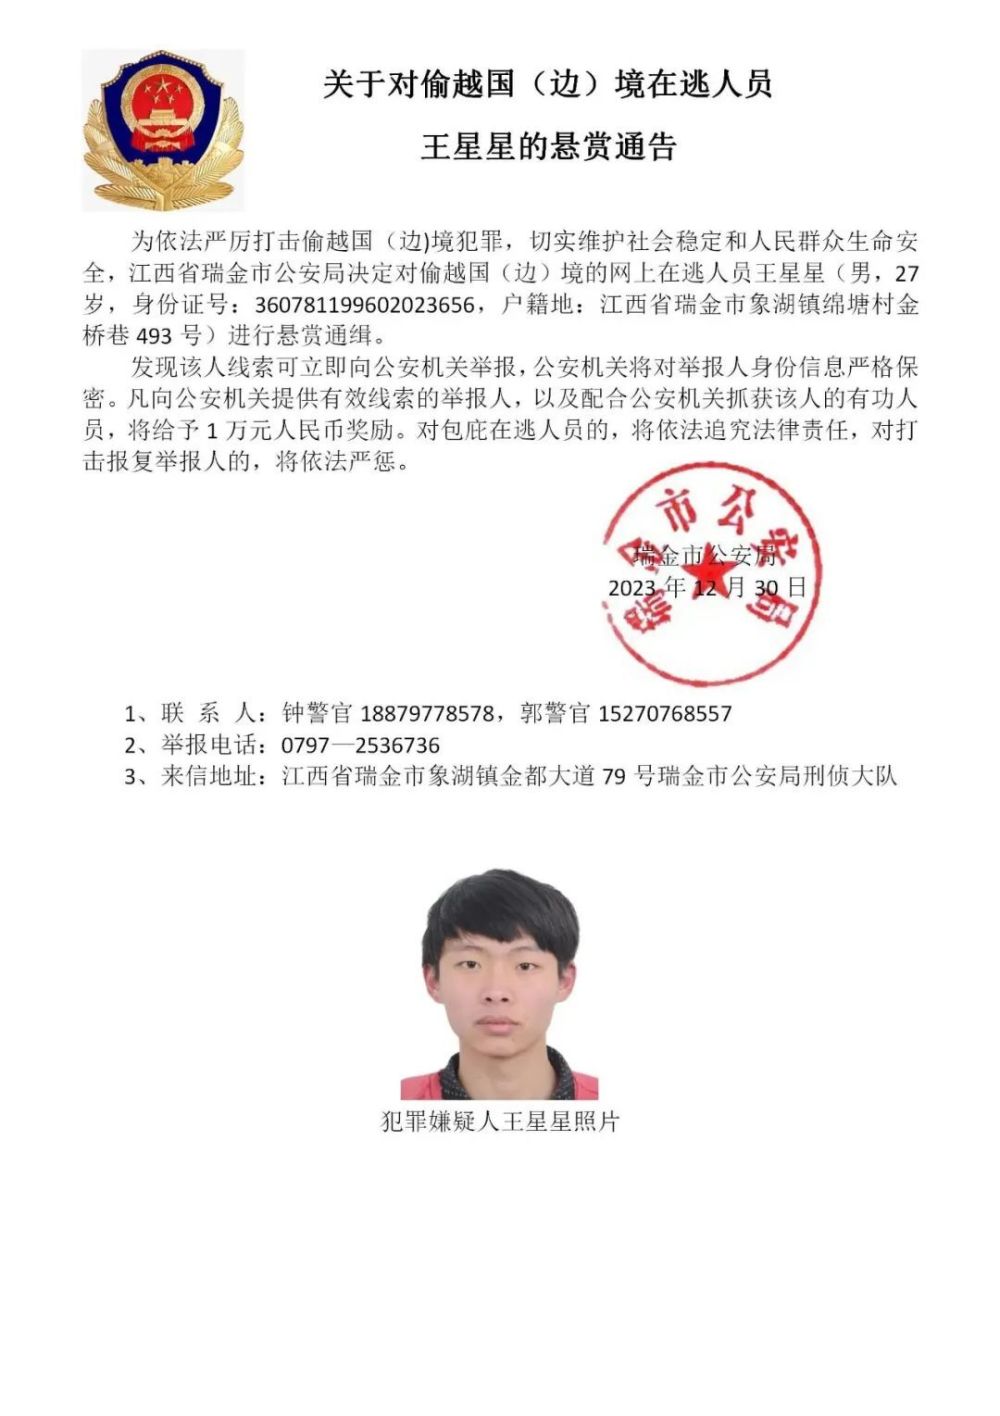 关于对偷越国（边）境在逃人员
王星星的悬赏通告
为依法严厉打击偷越国（边)境犯罪，切实维护社会稳定和人民群众生命安
全，江西省瑞金市公安局决定对偷越国（边）境的网上在逃人员王星星（男，27
岁，身份证号：360781199602023656，户籍地：江西省瑞金市象湖镇绵塘村金
桥巷 493 号）进行悬赏通缉。
发现该人线索可立即向公安机关举报，公安机关将对举报人身份信息严格保
密。凡向公安机关提供有效线索的举报人，以及配合公安机关抓获该人的有功人
员，将给予 1 万元人民币奖励。对包庇在逃人员的，将依法追究法律责任，对打
击报复举报人的，将依法严惩。
瑞金市公安局
瑞金市公安局
2023 年 12 月 30 日
1、联 系 人：钟警官 18879778578，郭警官 15270768557
2、举报电话：0797—2536736
3、来信地址：江西省瑞金市象湖镇金都大道 79 号瑞金市公安局刑侦大队
犯罪嫌疑人王星星照片